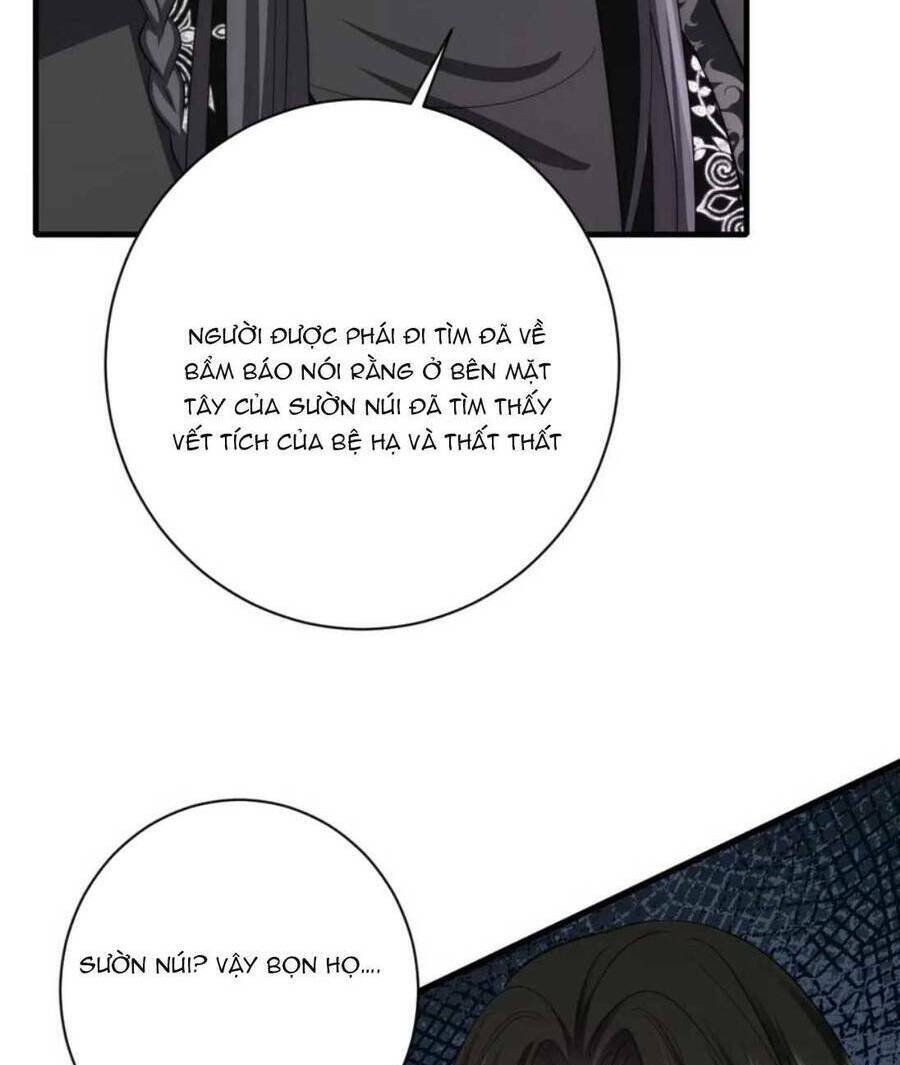 NGƯỜI ĐƯỢC PHÁI ĐI TÌM ĐÃ VỀ
BẨM BÁO NÓI RẰNG Ở BÊN MẶT
TÂY CỦA SƯỜN NÚI ĐÃ TÌM THẤY
VẾT TÍCH CỦA BỆ HẠ VÀ THẤT THẤT
SƯỜN NÚI? VẬY BỌN HỌ....